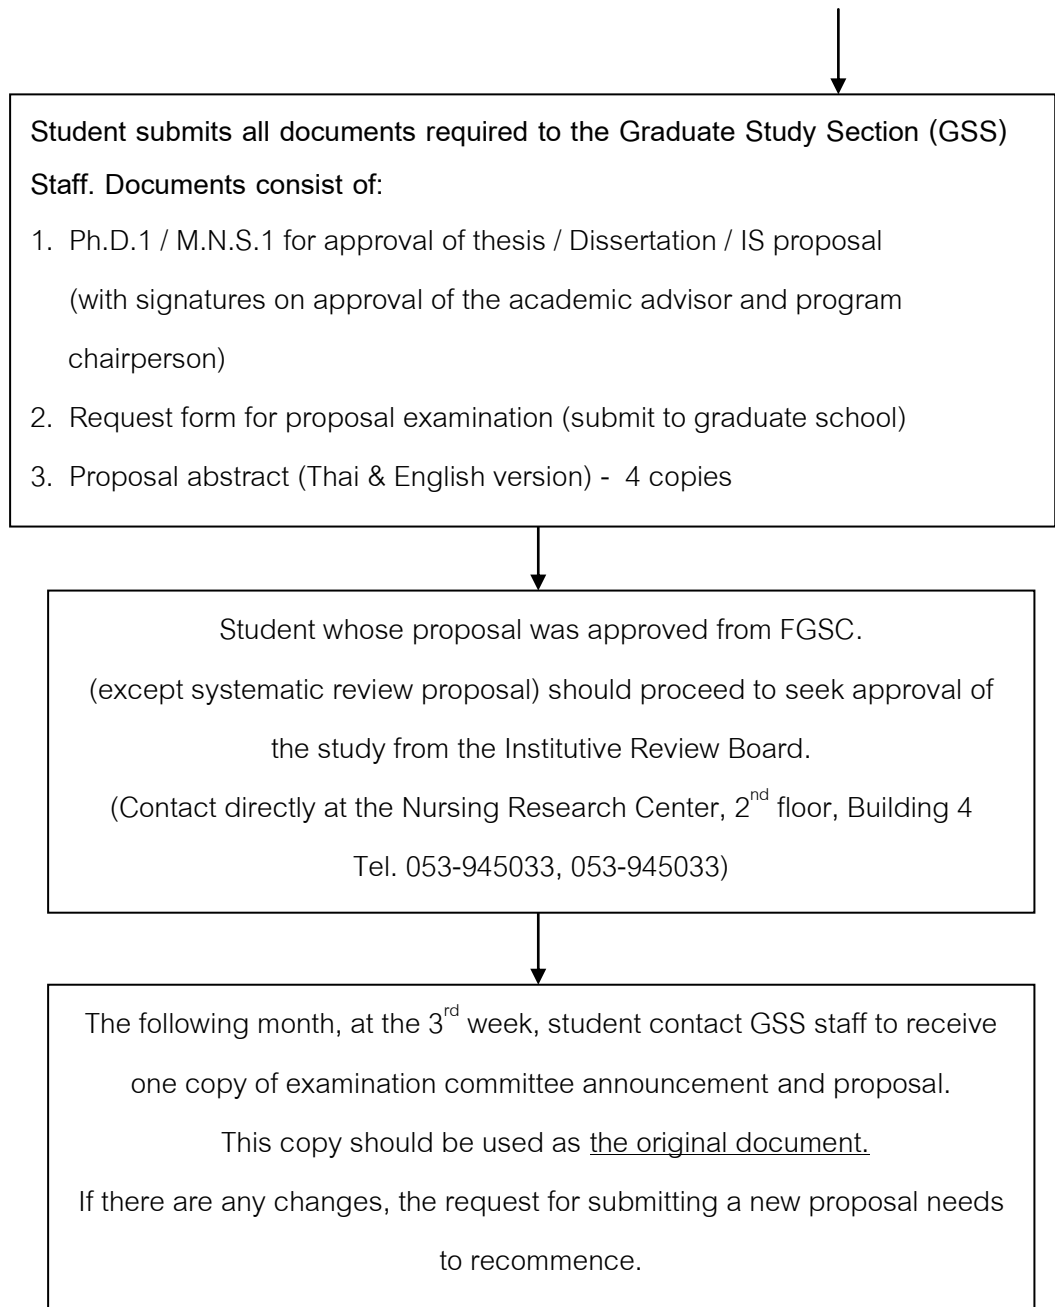 Student submits all documents required to the Graduate Study Section (GSS)
Staff. Documents consist of:
1. Ph.D.1 / M.N.S.1 for approval of thesis / Dissertation / IS proposal
(with signatures on approval of the academic advisor and program
chairperson)
2. Request form for proposal examination (submit to graduate school)
3. Proposal abstract (Thai & English version) - 4 copies
Student whose proposal was approved from FGSC.
(except systematic review proposal) should proceed to seek approval of
the study from the Institutive Review Board.
(Contact directly at the Nursing Research Center, 2nd floor, Building 4
Tel. 053-945033, 053-945033)
The following month, at the 3rd week, student contact GSS staff to receive
one copy of examination committee announcement and proposal.
This copy should be used as the original document.
If there are any changes, the request for submitting a new proposal needs
to recommence.